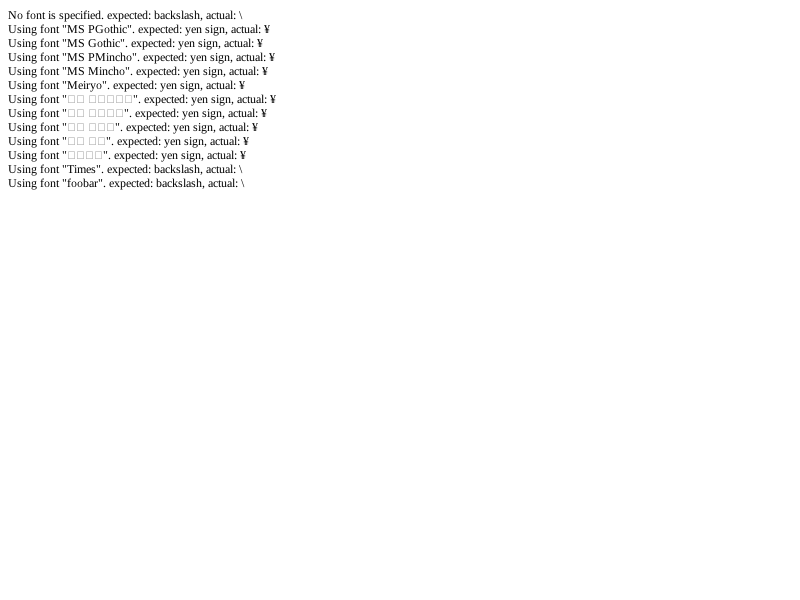 No font is specified. expected: backslash, actual: \
Using font "MS PGothic". expected: yen sign, actual: ¥
Using font "MS Gothic". expected: yen sign, actual: ¥
Using font "MS PMincho". expected: yen sign, actual: ¥
Using font "MS Mincho". expected: yen sign, actual: ¥
Using font "Meiryo". expected: yen sign, actual: ¥
Using font "□□ □□□□□". expected: yen sign, actual: ¥
Using font "□□ □□□□". expected: yen sign, actual: ¥
Using font "□□ □□□". expected: yen sign, actual: ¥
Using font "□□ □□". expected: yen sign, actual: ¥
Using font "□□□□". expected: yen sign, actual: ¥
Using font "Times". expected: backslash, actual: \
Using font "foobar". expected: backslash, actual: \